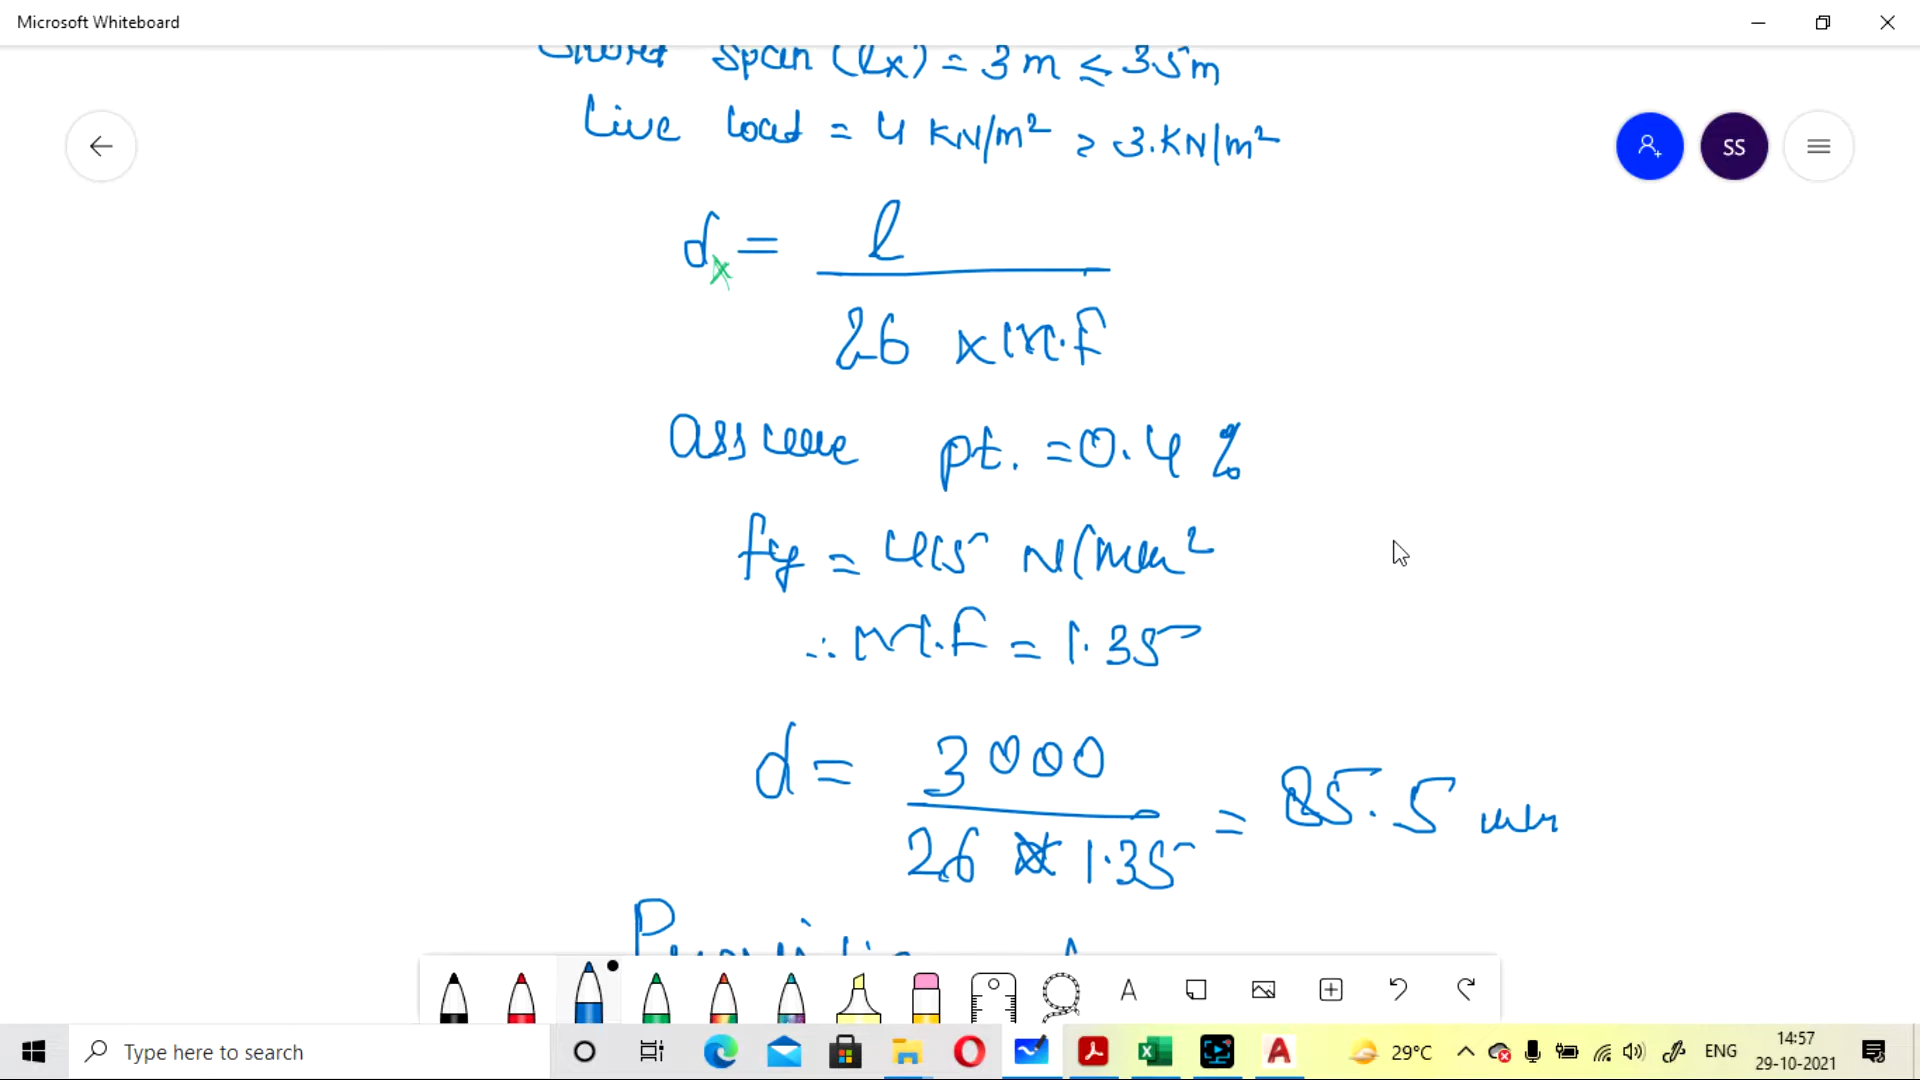 Microsoft Whiteboard
Short span (lx) = 3 m ≤ 3.5 m
Live load = 4 KN/m² > 3.KN/m²
SS
dx = l
26 x M.F
Assume pt. = 0.4 %
fy = 415 N/mm²
∴ M.F = 1.35
d = 3000
26 x 1.35 = 85.5 mm
A
Type here to search
29°C
ENG
14:57
29-10-2021